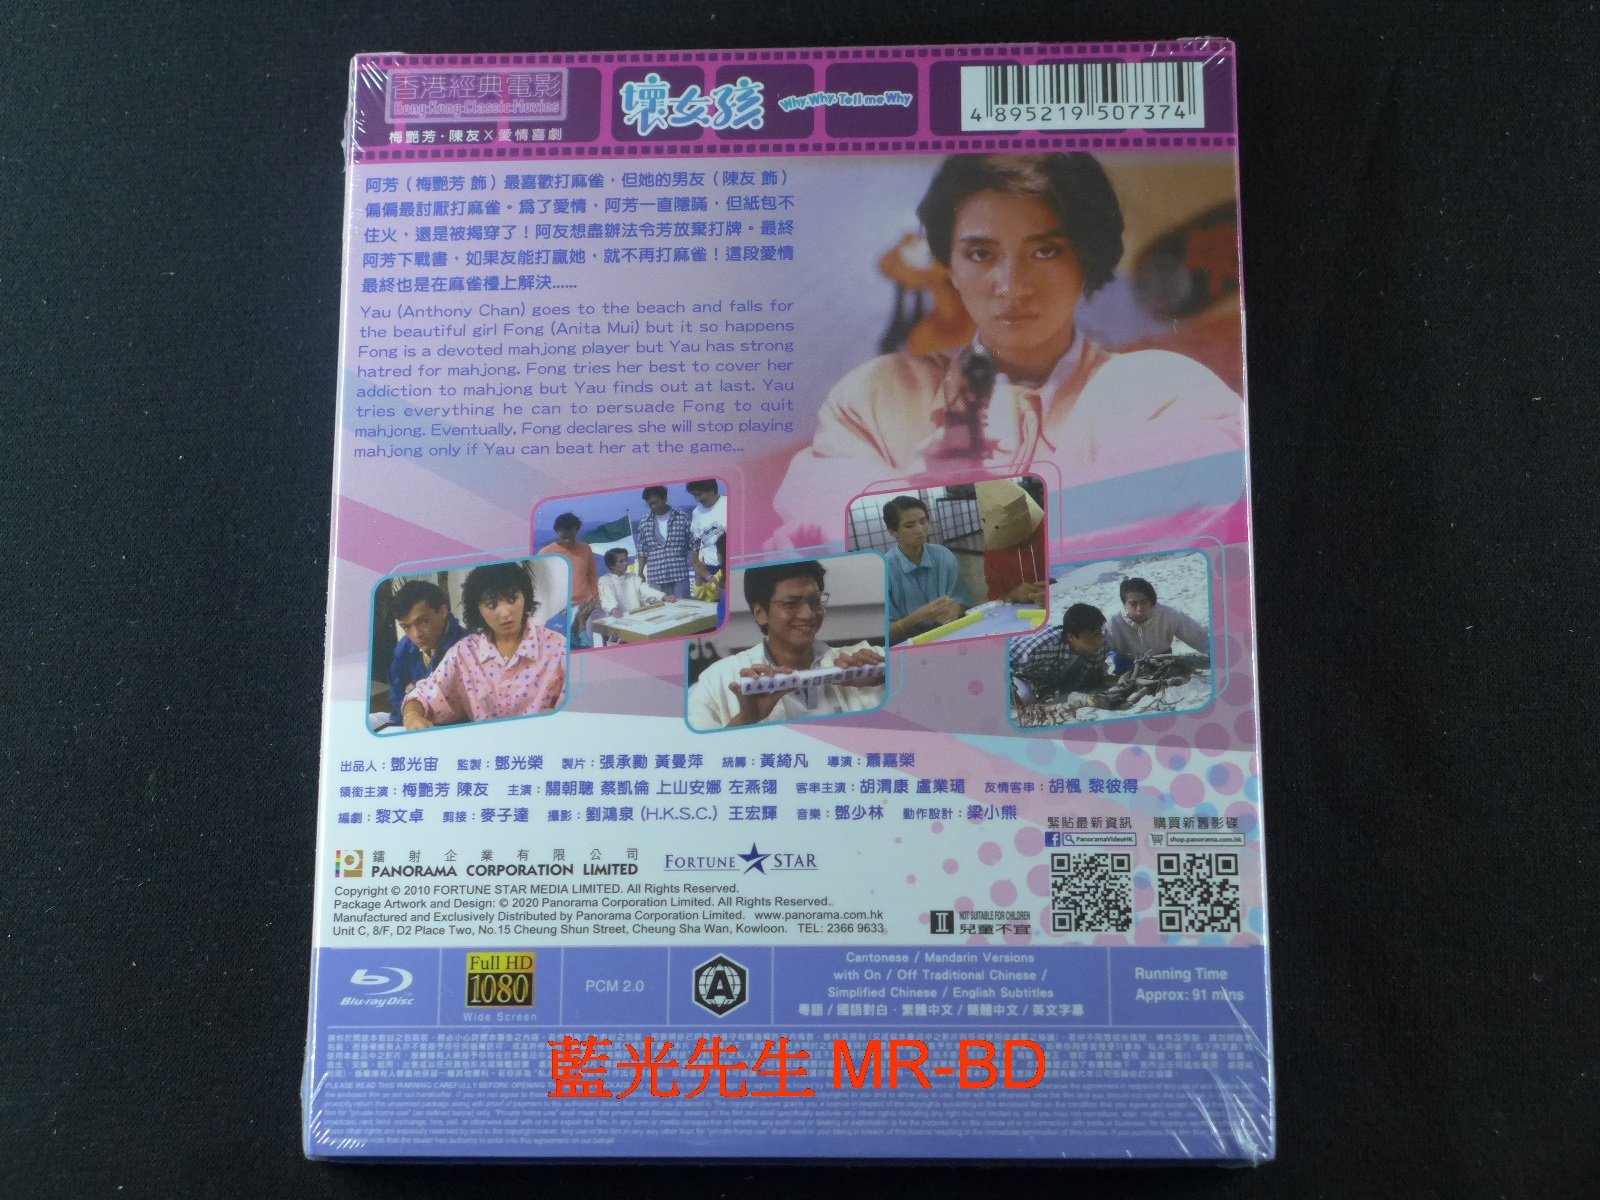 香港經典電影
Hong Kong Classic Movies
梅艷芳·陳友×愛情喜劇
壞女孩
Why, Why, Tell me Why
4 895219 507374
阿芳（梅艷芳 飾）最喜歡打麻雀，但她的男友（陳友 飾）
偏偏最討厭打麻雀。為了愛情，阿芳一直隱瞞，但紙包不
住火，還是被揭穿了！阿友想盡辦法令芳放棄打牌。最終
阿芳下戰書，如果友能打贏她，就不再打麻雀！這段愛情
最終也是在麻雀檯上解決......
Yau (Anthony Chan) goes to the beach and falls for
the beautiful girl Fong (Anita Mui) but it so happens
Fong is a devoted mahjong player but Yau has strong
hatred for mahjong. Fong tries her best to cover her
addiction to mahjong but Yau finds out at last. Yau
tries everything he can to persuade Fong to quit
mahjong. Eventually, Fong declares she will stop playing
mahjong only if Yau can beat her at the game...
出品人：鄧光宙 監製：鄧光榮 製片：張承勷 黃曼萍 統籌：黃綺凡 導演：蕭嘉榮
領銜主演：梅艷芳 陳友 主演：關朝聰 蔡凱倫 上山安娜 左燕翎 客串主演：胡渭康 盧業瑂 友情客串：胡楓 黎彼得
編劇：黎文卓 剪接：麥子達 攝影：劉鴻泉 (H.K.S.C.) 王宏輝 音樂：鄧少林 動作設計：梁小熊
緊貼最新資訊 購買新舊影碟
PanoramaVideoHK shop.panorama.com.hk
鐳射企業有限公司
PANORAMA CORPORATION LIMITED
FORTUNE STAR
Copyright © 2010 FORTUNE STAR MEDIA LIMITED. All Rights Reserved.
Package Artwork and Design: © 2020 Panorama Corporation Limited. All Rights Reserved.
Manufactured and Exclusively Distributed by Panorama Corporation Limited. www.panorama.com.hk
Unit C, 8/F, D2 Place Two, No.15 Cheung Shun Street, Cheung Sha Wan, Kowloon. TEL: 2366 9633
II NOT SUITABLE FOR CHILDREN
兒童不宜
Blu-ray Disc
Full HD
1080
Wide Screen
PCM 2.0
A
Cantonese / Mandarin Versions
with On / Off Traditional Chinese /
Simplified Chinese / English Subtitles
粵語 / 國語對白·繁體中文 / 簡體中文 / 英文字幕
Running Time
Approx: 91 mins
藍光先生 MR-BD
PLEASE READ THIS WARNING CAREFULLY BEFORE OPENING